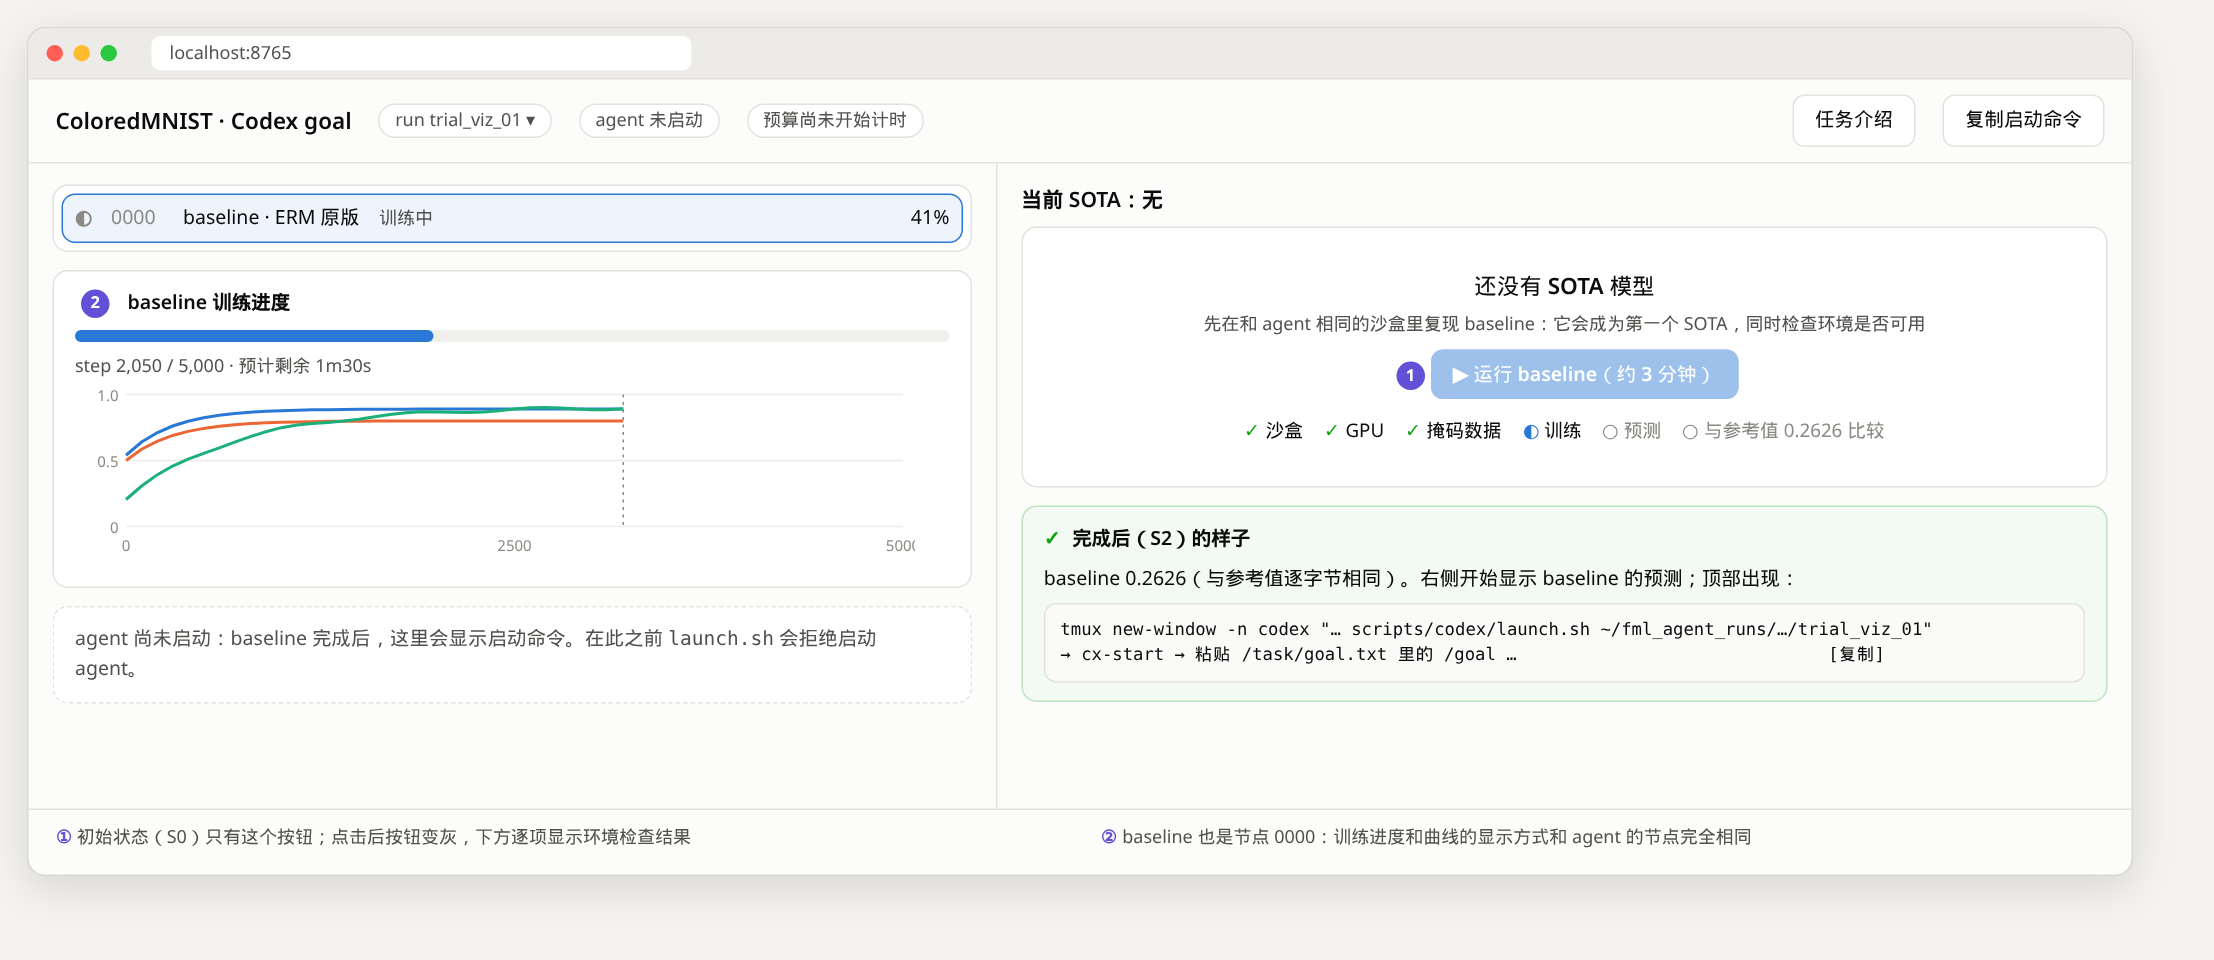 localhost:8765
ColoredMNIST · Codex goal
run trial_viz_01 ▾
agent 未启动
预算尚未开始计时
任务介绍
复制启动命令
◐ 0000 baseline · ERM 原版 训练中 41%
2 baseline 训练进度
step 2,050 / 5,000 · 预计剩余 1m30s
1.0
0.5
0
0 2500 500
agent 尚未启动：baseline 完成后，这里会显示启动命令。在此之前 launch.sh 会拒绝启动
agent。
当前 SOTA：无
还没有 SOTA 模型
先在和 agent 相同的沙盒里复现 baseline：它会成为第一个 SOTA，同时检查环境是否可用
1 ▶ 运行 baseline（约 3 分钟）
✓ 沙盒 ✓ GPU ✓ 掩码数据 ◐ 训练 ○ 预测 ○ 与参考值 0.2626 比较
✓ 完成后（S2）的样子
baseline 0.2626（与参考值逐字节相同）。右侧开始显示 baseline 的预测；顶部出现：
tmux new-window -n codex "… scripts/codex/launch.sh ~/fml_agent_runs/…/trial_viz_01"
→ cx-start → 粘贴 /task/goal.txt 里的 /goal … [复制]
① 初始状态（S0）只有这个按钮；点击后按钮变灰，下方逐项显示环境检查结果
② baseline 也是节点 0000：训练进度和曲线的显示方式和 agent 的节点完全相同